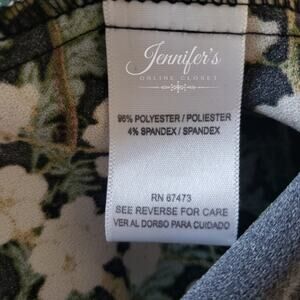 Jennifer's
ONLINE CLOSET
96% POLYESTER / POLIESTER
4% SPANDEX / SPANDEX
RN 67473
SEE REVERSE FOR CARE
VER AL DORSO PARA CUIDADO